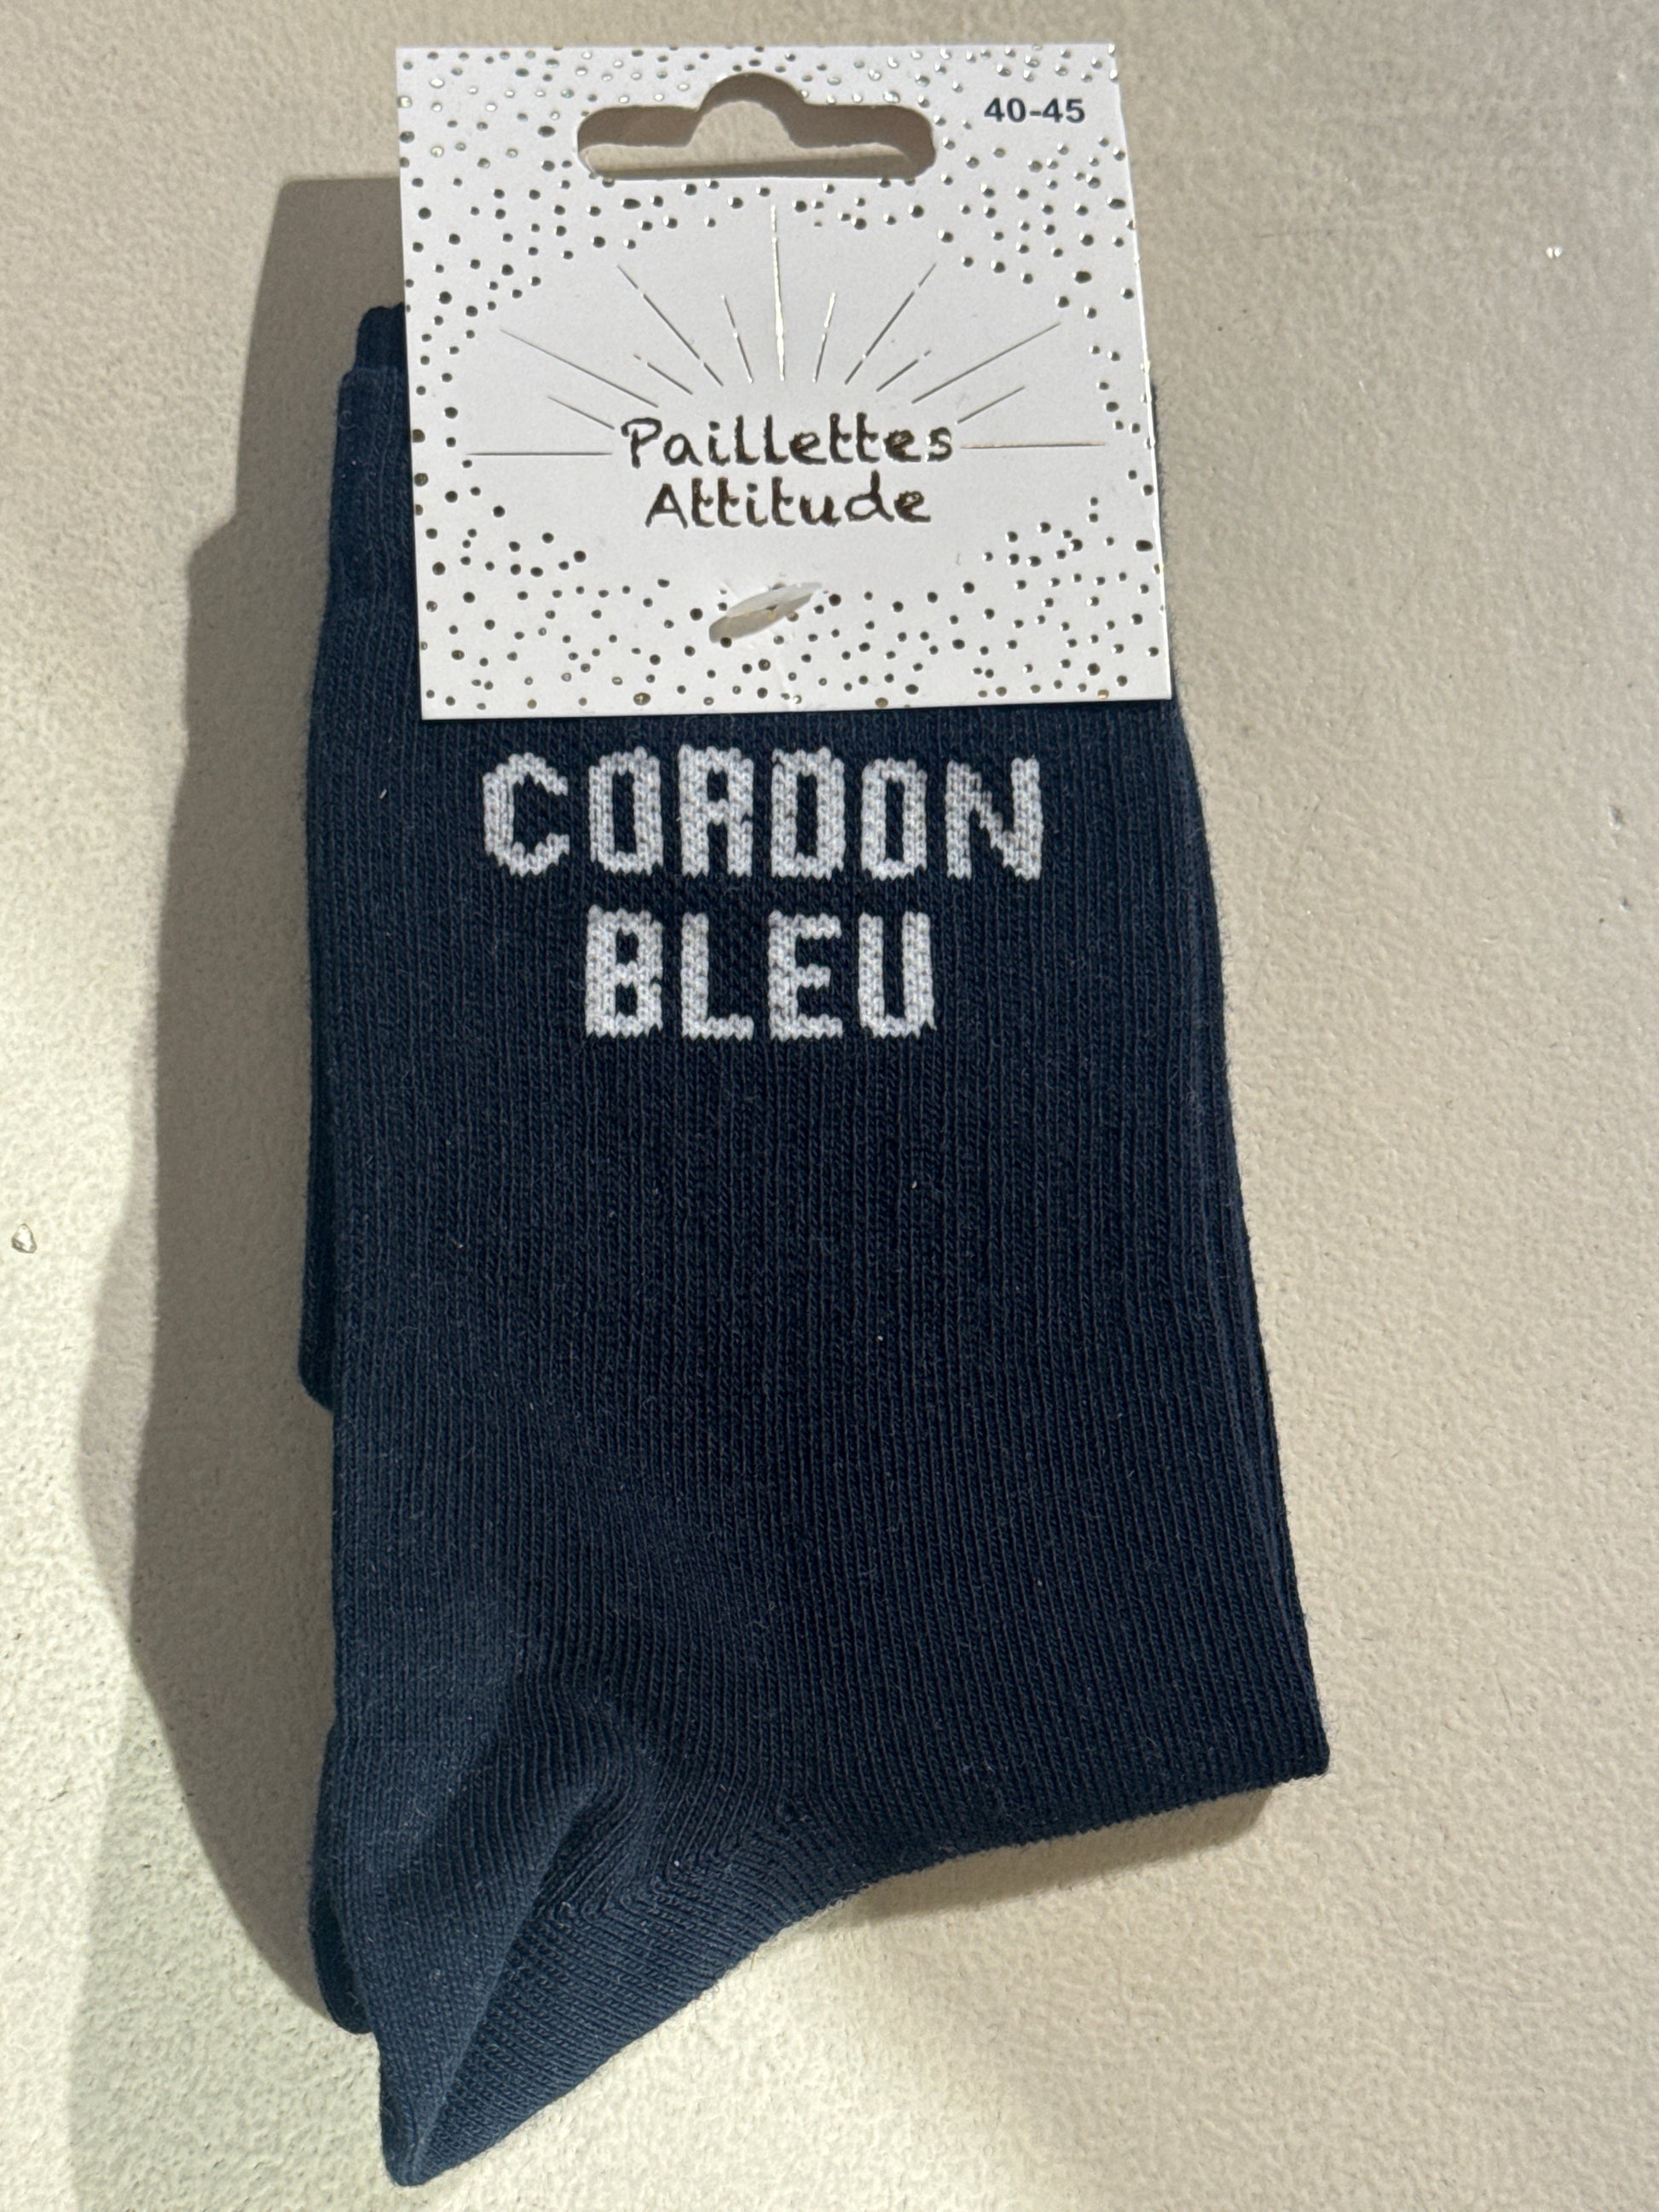 40-45
Paillettes
Attitude
CORDON
BLEU